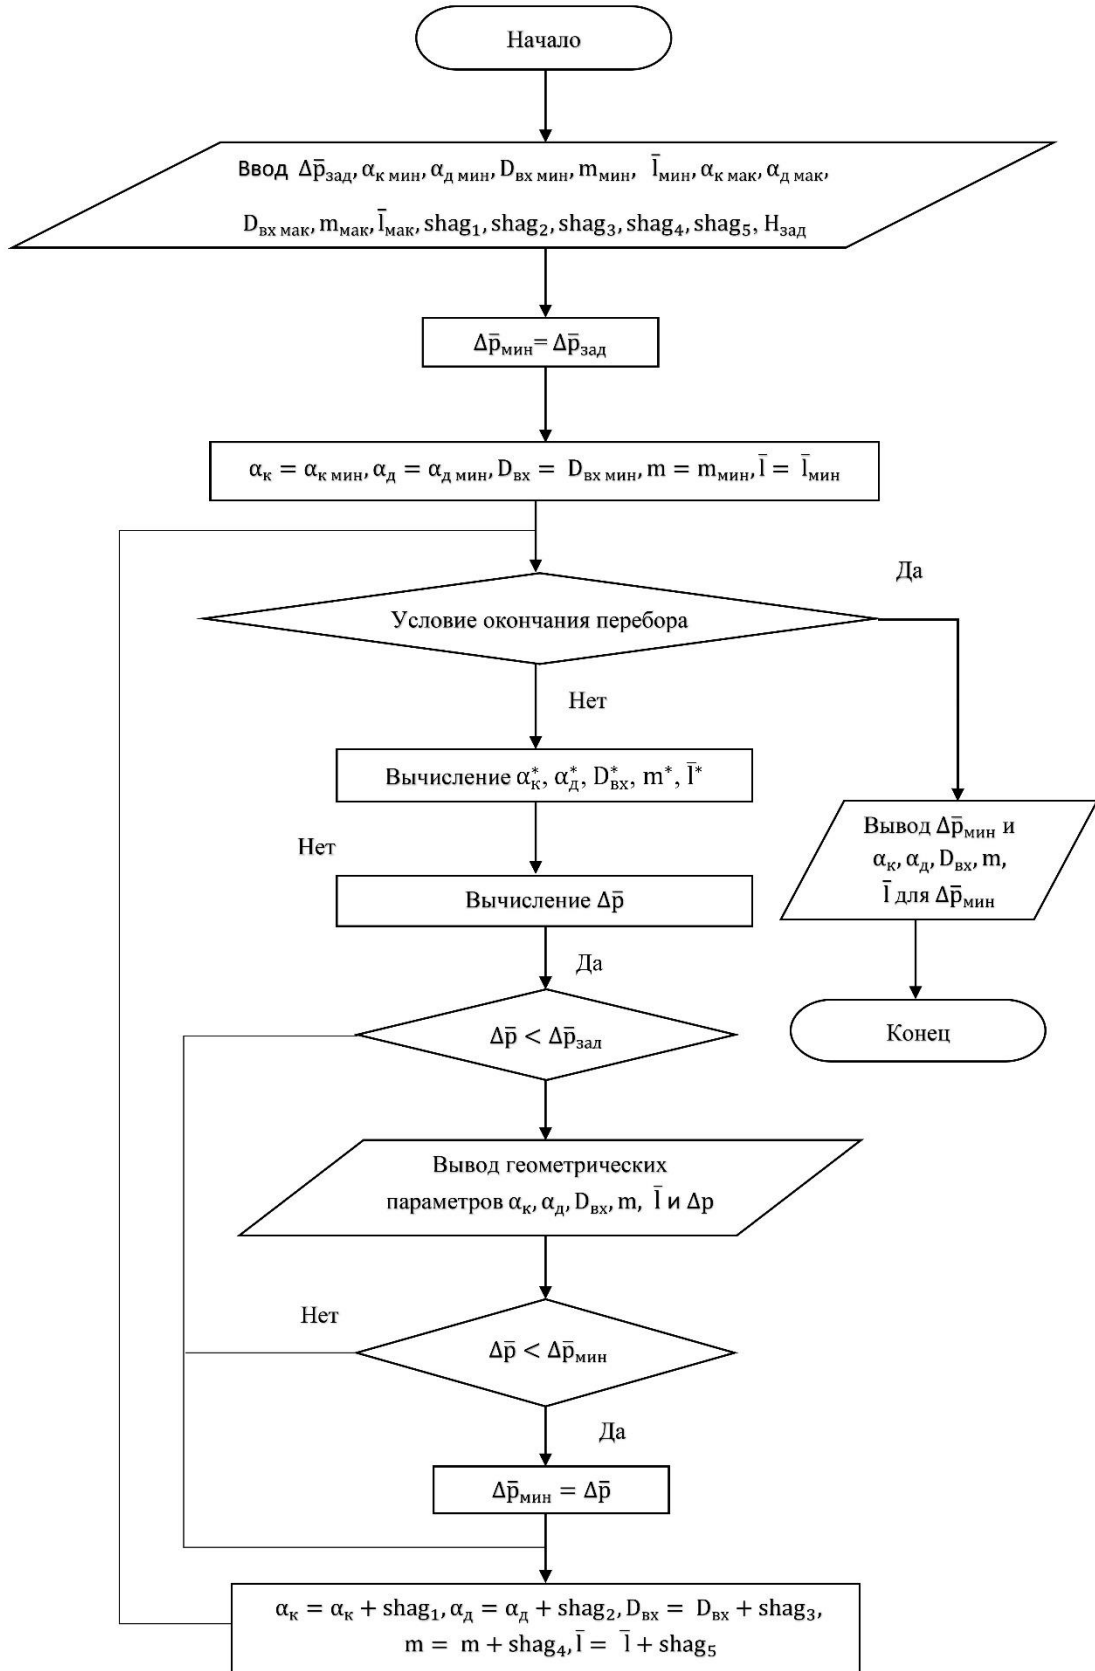 Начало
Ввод Δp̄зад, αк мин, αд мин, Dвх мин, mмин, l̄мин, αк мак, αд мак,
Dвх мак, mмак, l̄мак, shag₁, shag₂, shag₃, shag₄, shag₅, Hзад
Δp̄мин= Δp̄зад
αк = αк мин, αд = αд мин, Dвх = Dвх мин, m = mмин, l̄ = l̄мин
Да
Условие окончания перебора
Нет
Вычисление αк*, αд*, Dвх*, m*, l̄*
Вывод Δp̄мин и
αк, αд, Dвх, m,
l̄ для Δp̄мин
Нет
Вычисление Δp̄
Да
Δp̄ < Δp̄зад
Конец
Вывод геометрических
параметров αк, αд, Dвх, m, l̄ и Δp
Нет
Δp̄ < Δp̄мин
Да
Δp̄мин = Δp̄
αк = αк + shag₁, αд = αд + shag₂, Dвх = Dвх + shag₃,
m = m + shag₄, l̄ = l̄ + shag₅